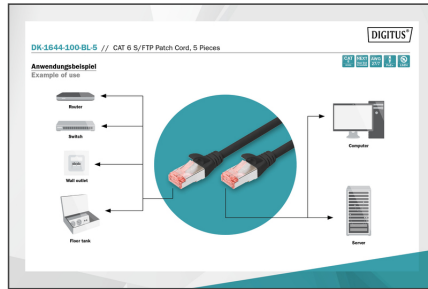 DIGITUS®
DK-1644-100-BL-5 // CAT 6 S/FTP Patch Cord, 5 Pieces
Anwendungsbeispiel
Example of use
Router
Switch
Wall outlet
Floor tank
Computer
Server